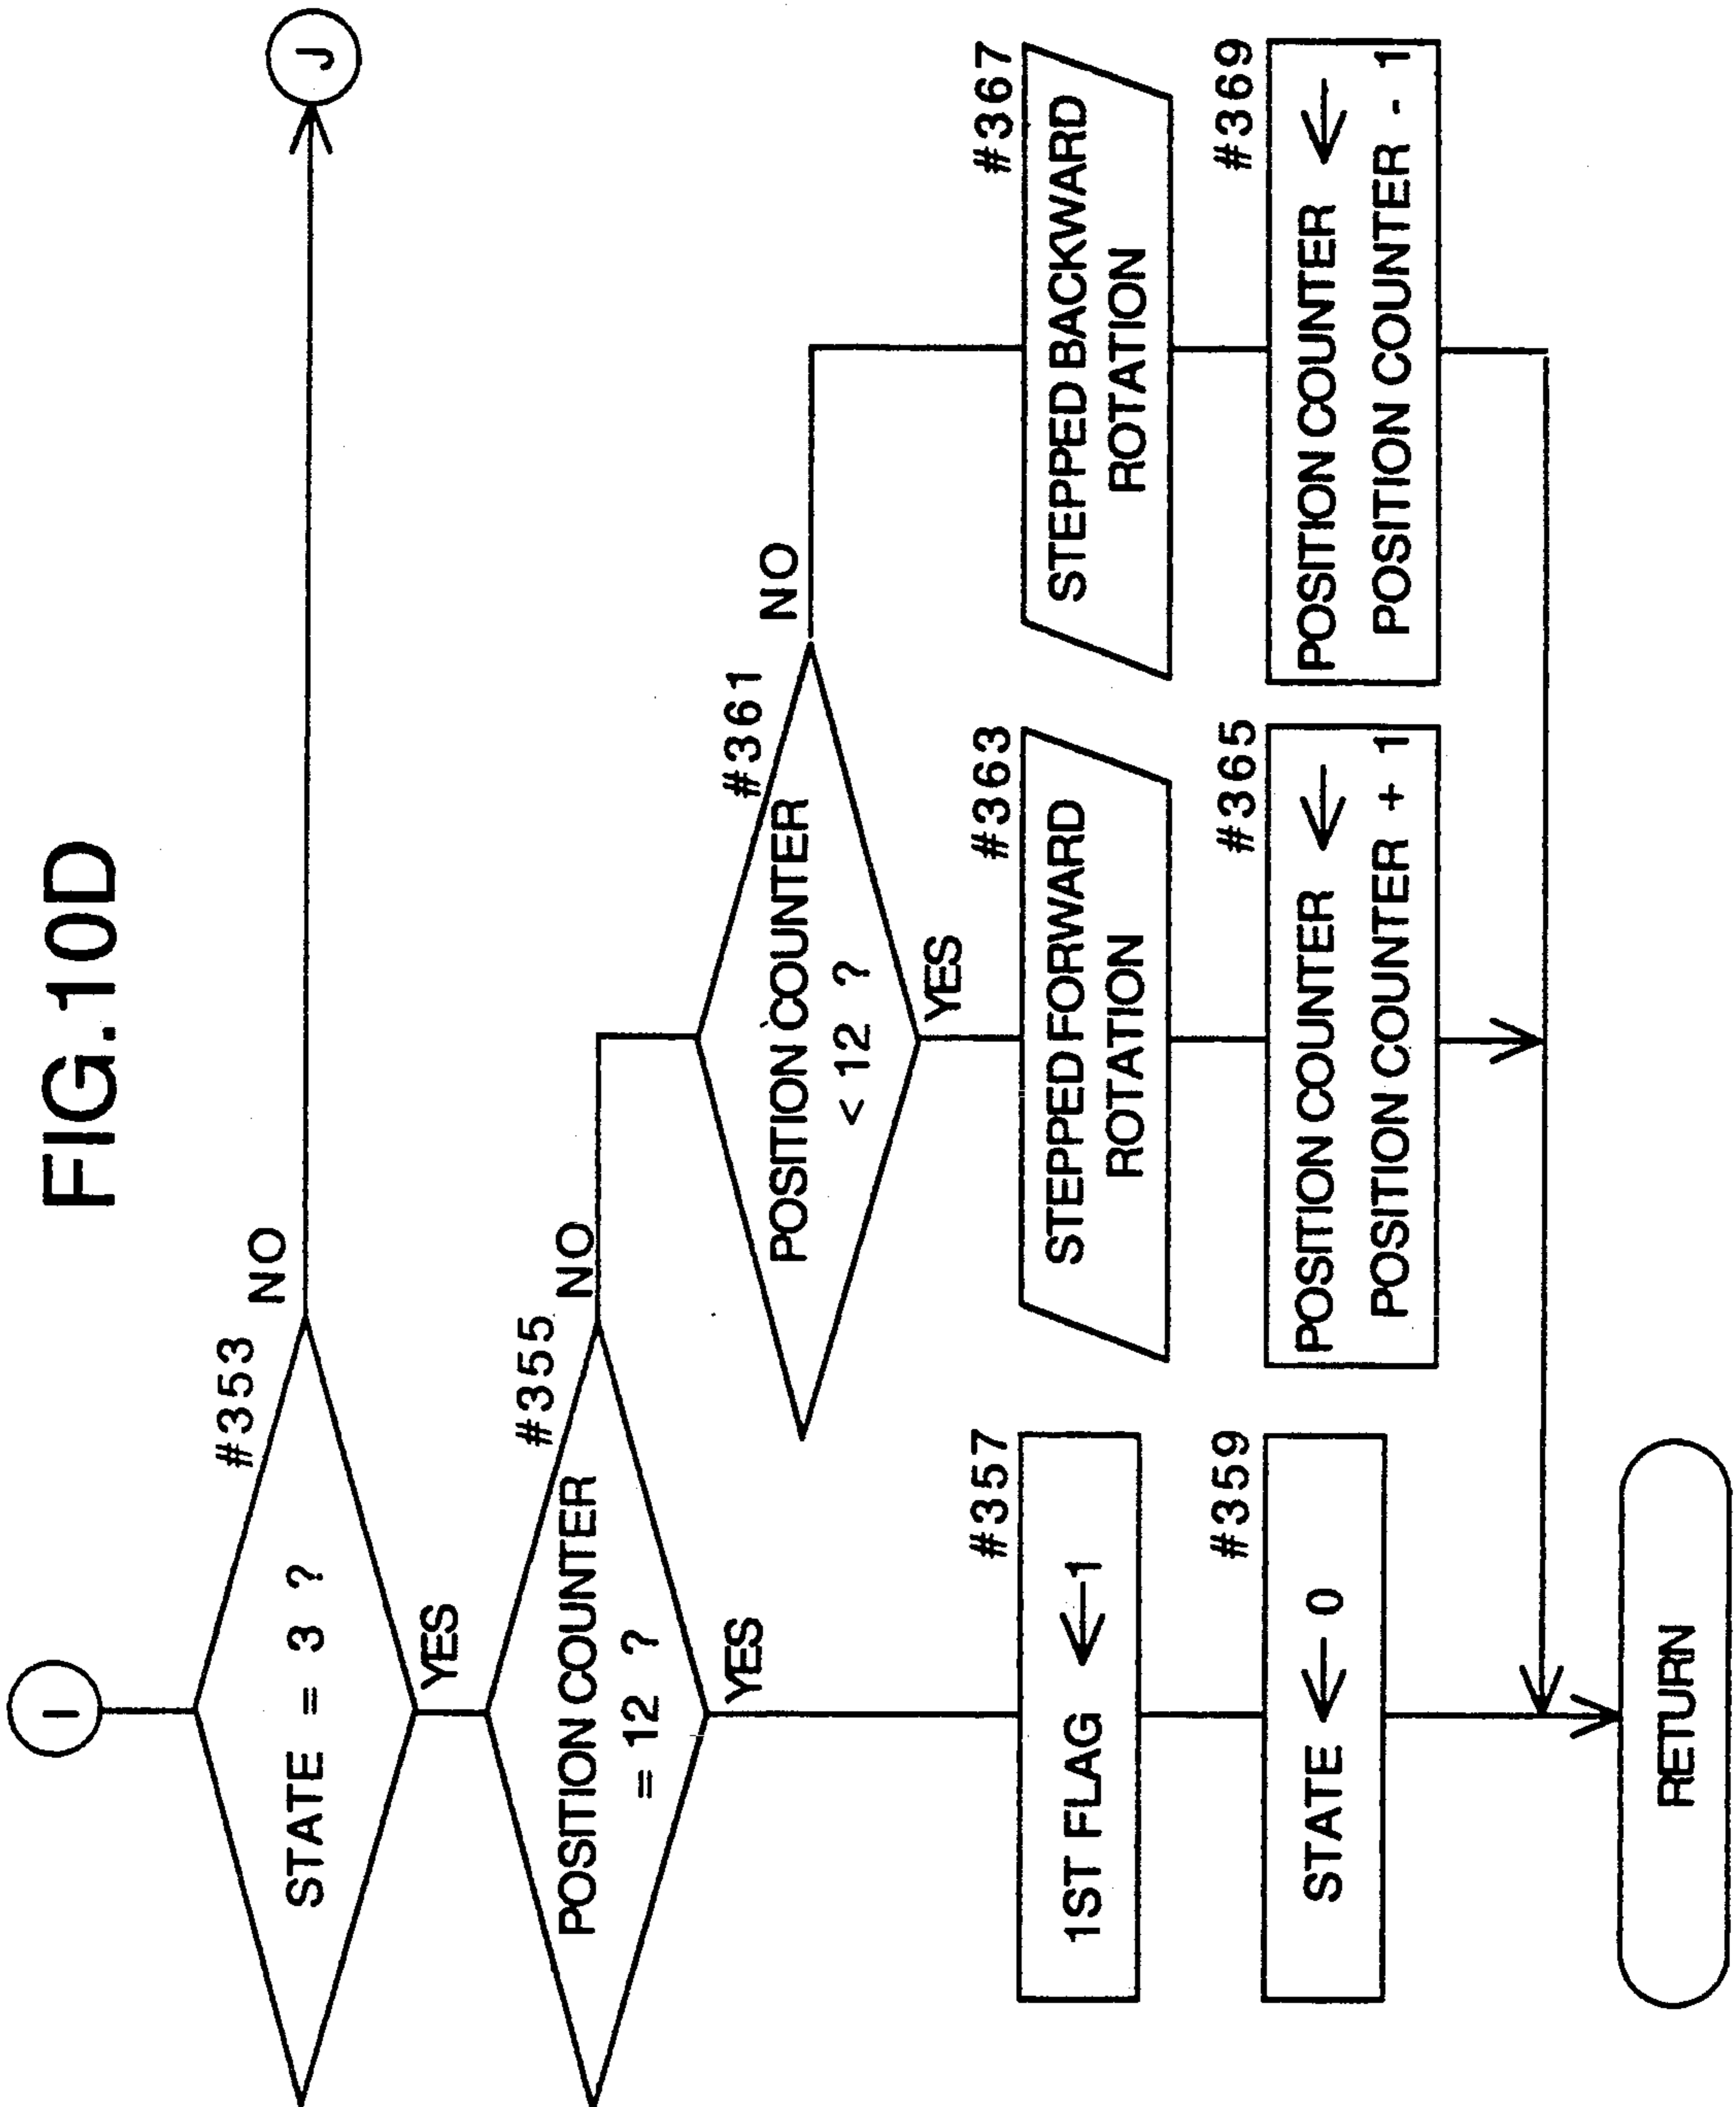 FIG.10D
I
#353
STATE = 3 ?
NO
J
YES
#355
POSITION COUNTER
= 12 ?
NO
YES
#361
POSITION COUNTER
< 12 ?
NO
YES
#357
1ST FLAG ← 1
#363
STEPPED FORWARD
ROTATION
#367
STEPPED BACKWARD
ROTATION
#359
STATE ← 0
#365
POSITION COUNTER ←
POSITION COUNTER + 1
#369
POSITION COUNTER ←
POSITION COUNTER - 1
RETURN